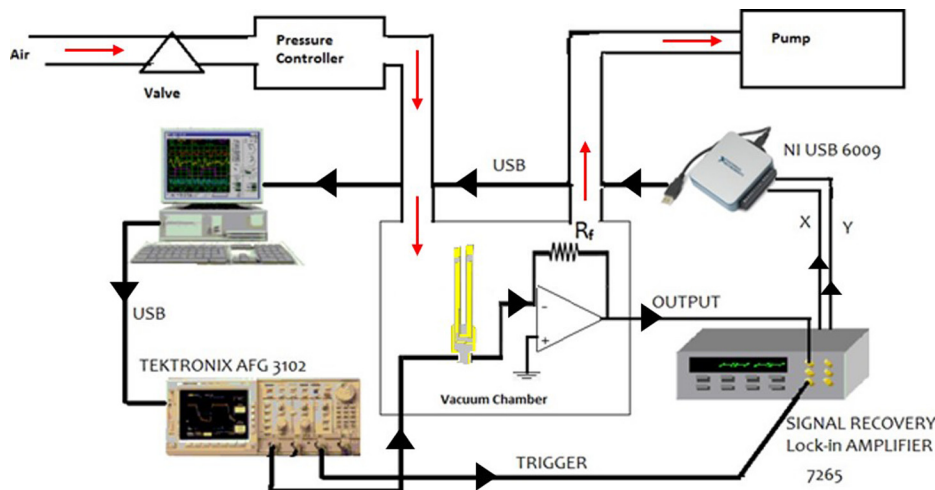 Air
Valve
Pressure
Controller
Pump
USB
NI USB 6009
X
Y
Rf
-
+
OUTPUT
USB
TEKTRONIX AFG 3102
Vacuum Chamber
SIGNAL RECOVERY
Lock-in AMPLIFIER
7265
TRIGGER